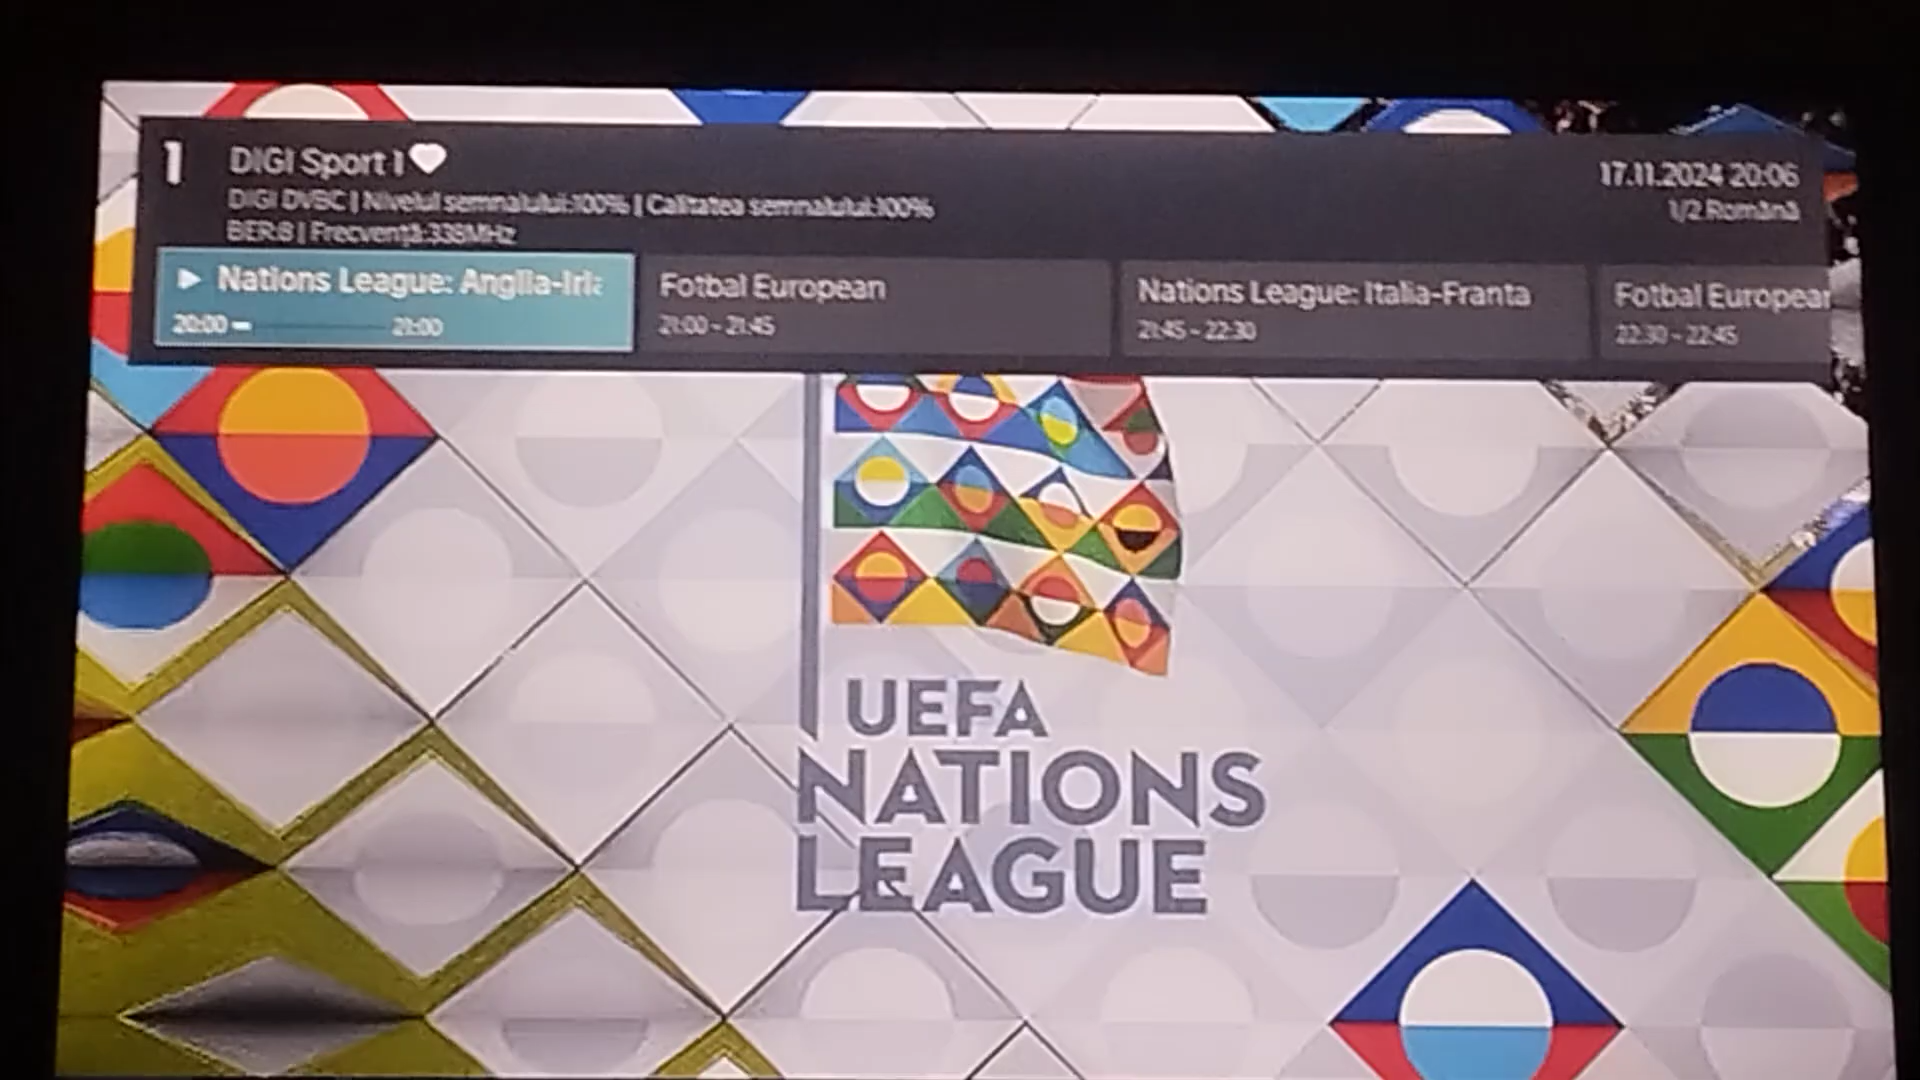 1
DIGI Sport 1
17.11.2024 20:06
DIGI DVBC | Nivelul semnalului:100% | Calitatea semnalului:100%
1/2 Română
BER:8 | Frecvență:338MHz
Nations League: Anglia-Irla
20:00
21:00
Fotbal European
21:00 - 21:45
Nations League: Italia-Franta
21:45 - 22:30
Fotbal European
22:30 - 22:45
UEFA
NATIONS
LEAGUE